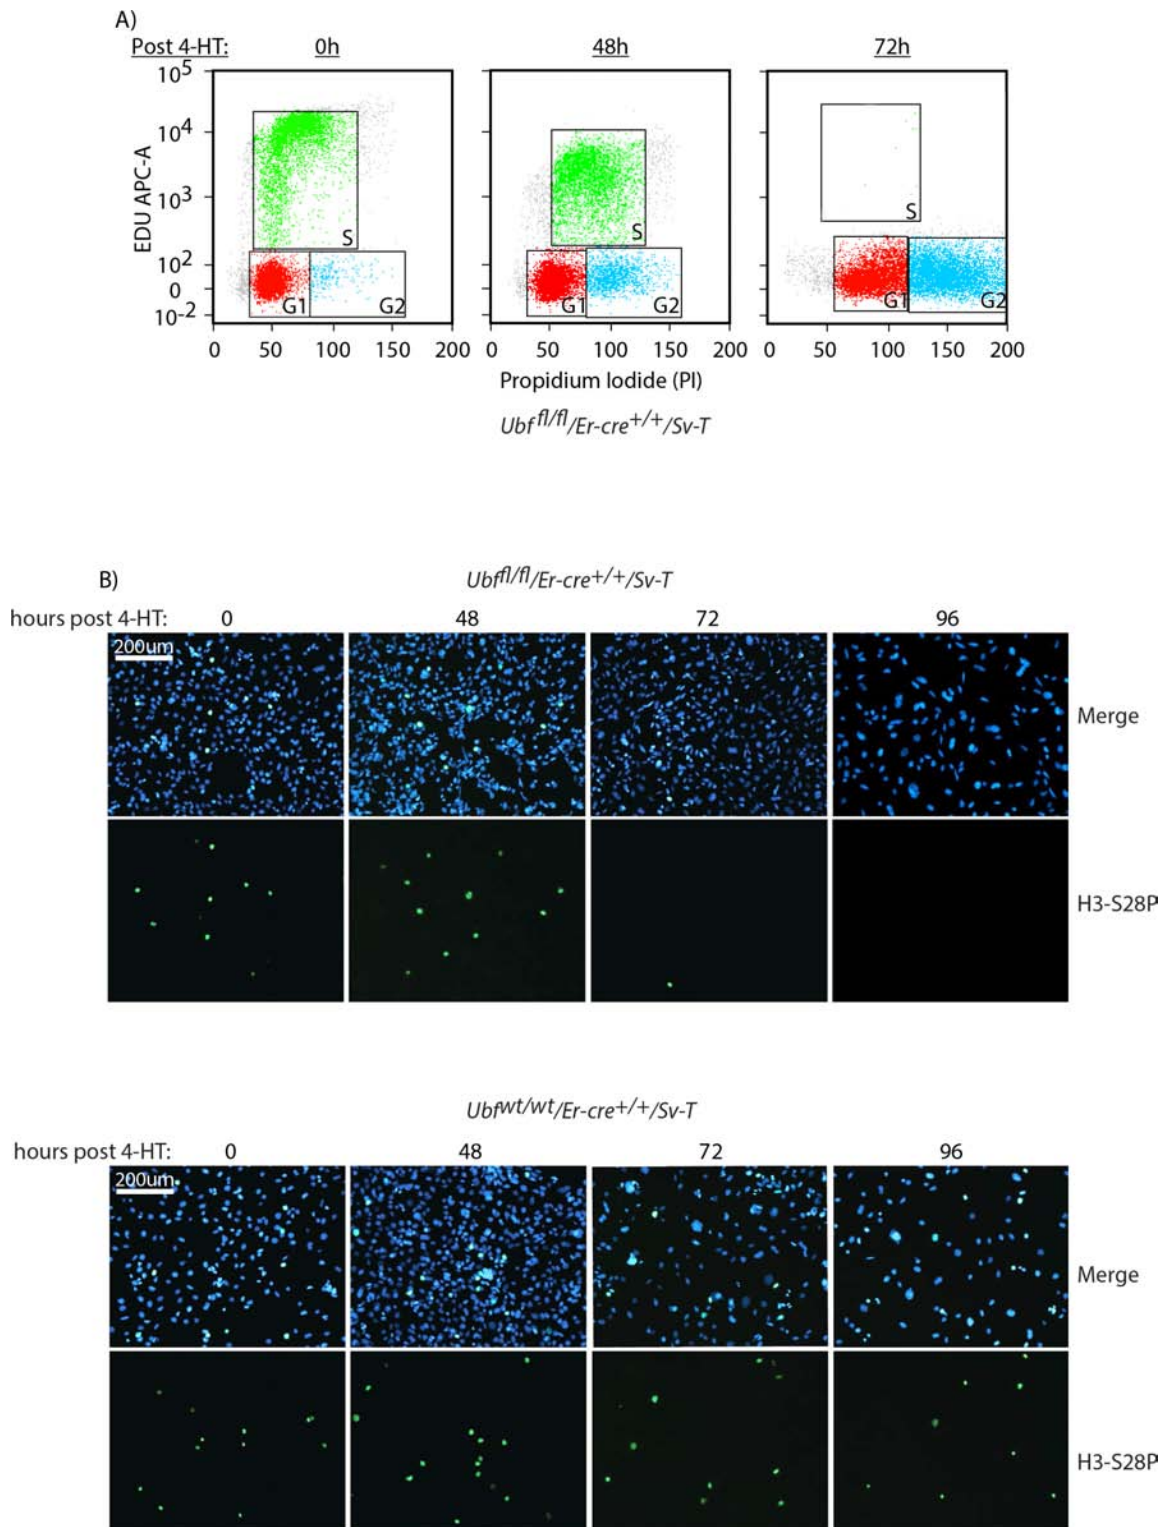 A)
Post 4-HT: 0h 48h 72h
10^5
10^4
10^3
10^2
0
10^-2
EDU APC-A
S
G1 G2
S
G1 G2
S
G1 G2
0 50 100 150 200
0 50 100 150 200
0 50 100 150 200
Propidium Iodide (PI)
Ubf^fl/fl/Er-cre^+/+/Sv-T
B)
Ubf^fl/fl/Er-cre^+/+/Sv-T
hours post 4-HT: 0 48 72 96
200um
Merge
H3-S28P
Ubf^wt/wt/Er-cre^+/+/Sv-T
hours post 4-HT: 0 48 72 96
200um
Merge
H3-S28P